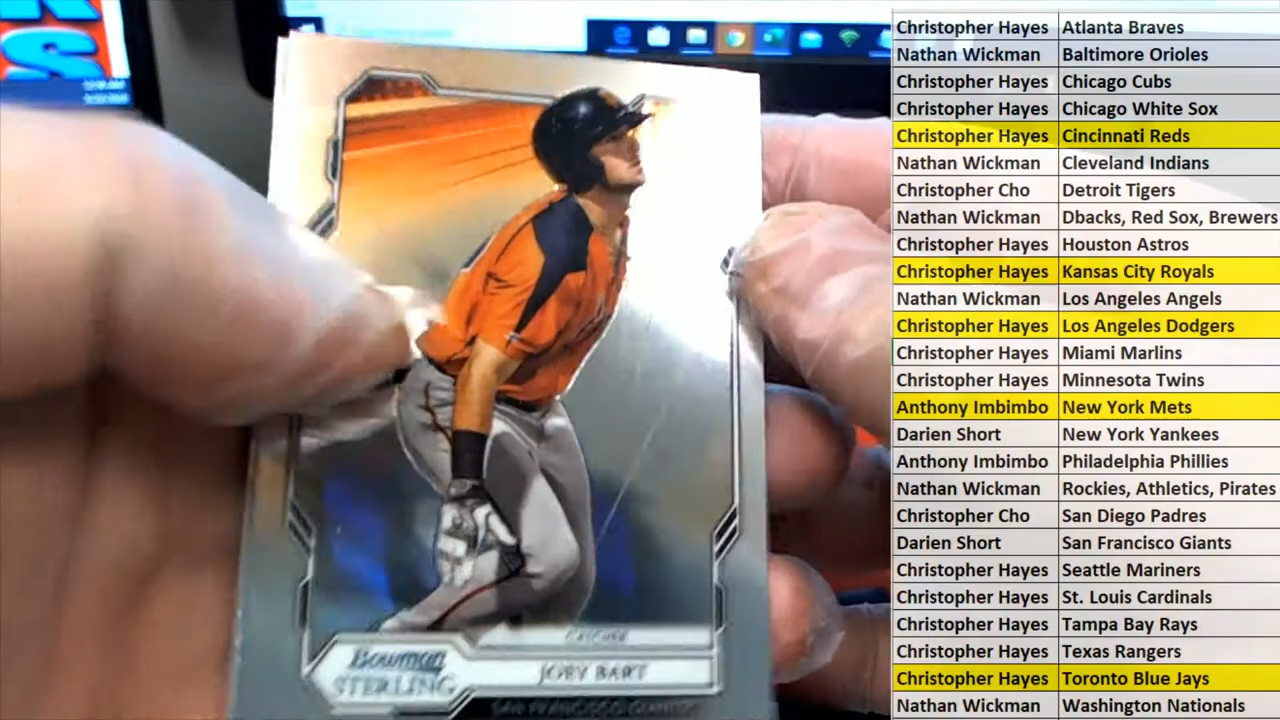 CATCHER
Bowman
STERLING
JOEY BART
SAN FRANCISCO GIANTS
Christopher Hayes Atlanta Braves
Nathan Wickman Baltimore Orioles
Christopher Hayes Chicago Cubs
Christopher Hayes Chicago White Sox
Christopher Hayes Cincinnati Reds
Nathan Wickman Cleveland Indians
Christopher Cho Detroit Tigers
Nathan Wickman Dbacks, Red Sox, Brewers
Christopher Hayes Houston Astros
Christopher Hayes Kansas City Royals
Nathan Wickman Los Angeles Angels
Christopher Hayes Los Angeles Dodgers
Christopher Hayes Miami Marlins
Christopher Hayes Minnesota Twins
Anthony Imbimbo New York Mets
Darien Short New York Yankees
Anthony Imbimbo Philadelphia Phillies
Nathan Wickman Rockies, Athletics, Pirates
Christopher Cho San Diego Padres
Darien Short San Francisco Giants
Christopher Hayes Seattle Mariners
Christopher Hayes St. Louis Cardinals
Christopher Hayes Tampa Bay Rays
Christopher Hayes Texas Rangers
Christopher Hayes Toronto Blue Jays
Nathan Wickman Washington Nationals